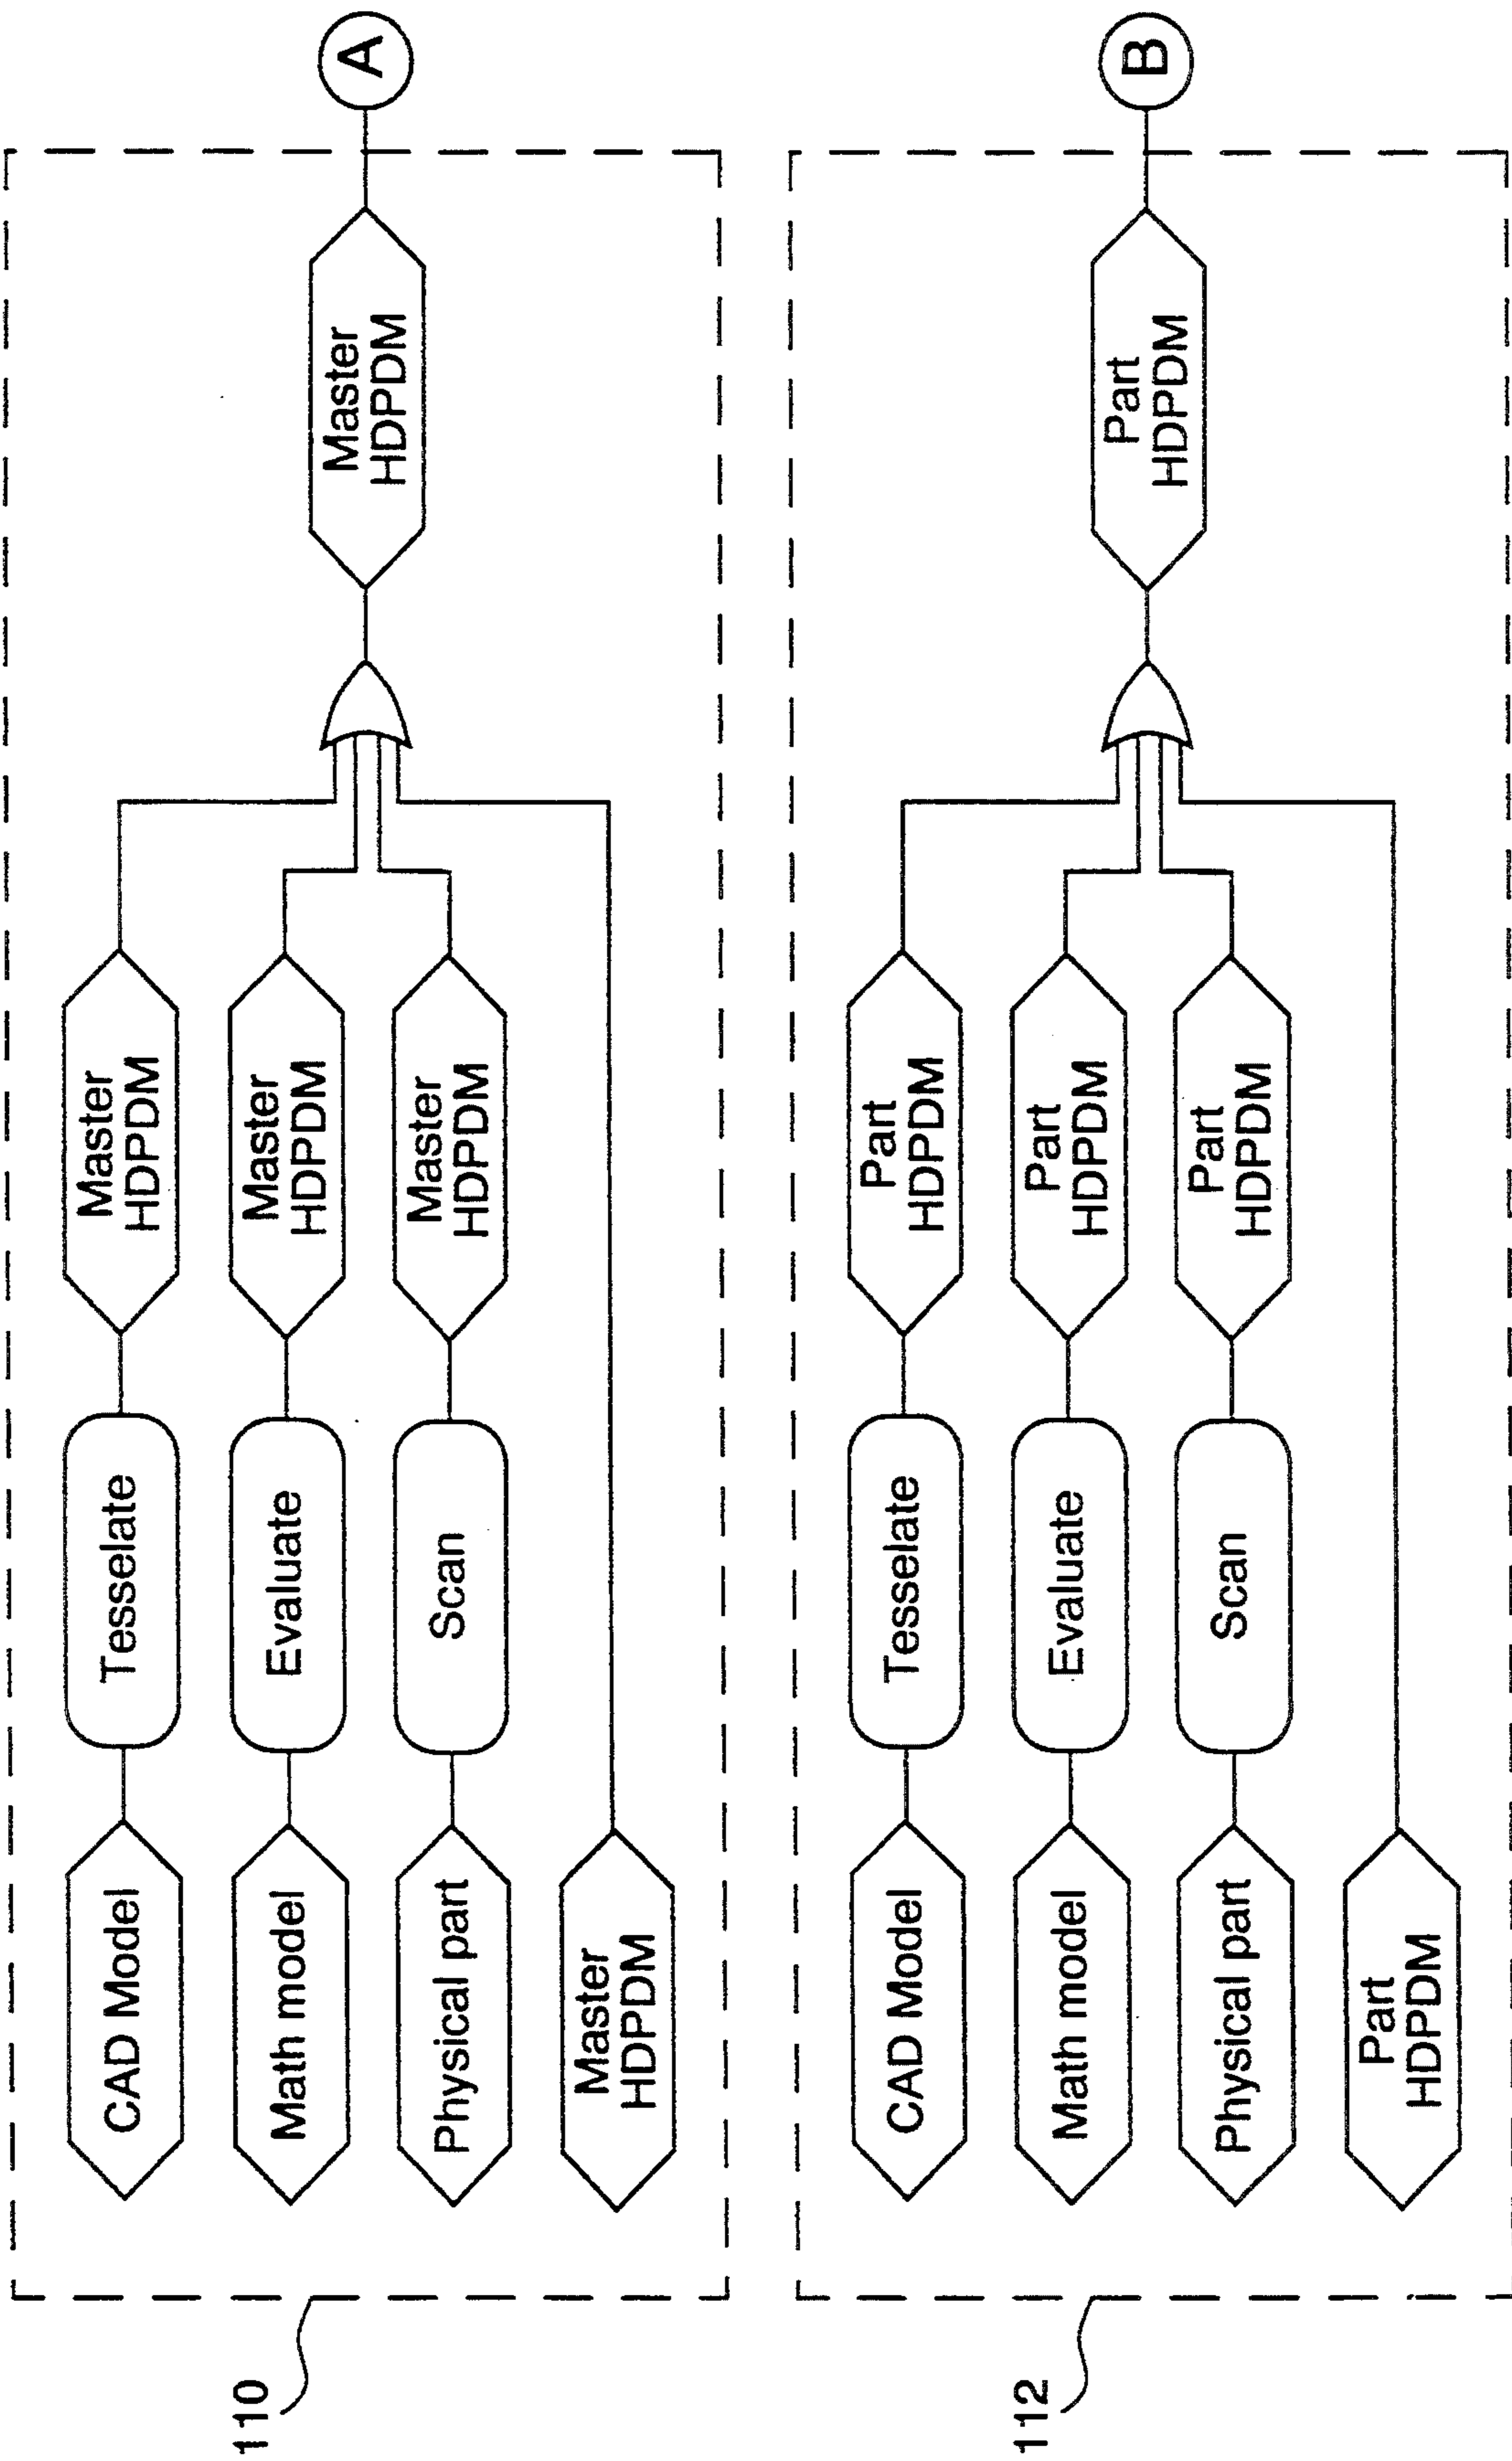 110
CAD Model
Tesselate
Master
HDPDM
Math model
Evaluate
Master
HDPDM
Physical part
Scan
Master
HDPDM
Master
HDPDM
Master
HDPDM
A
112
CAD Model
Tesselate
Part
HDPDM
Math model
Evaluate
Part
HDPDM
Physical part
Scan
Part
HDPDM
Part
HDPDM
Part
HDPDM
B